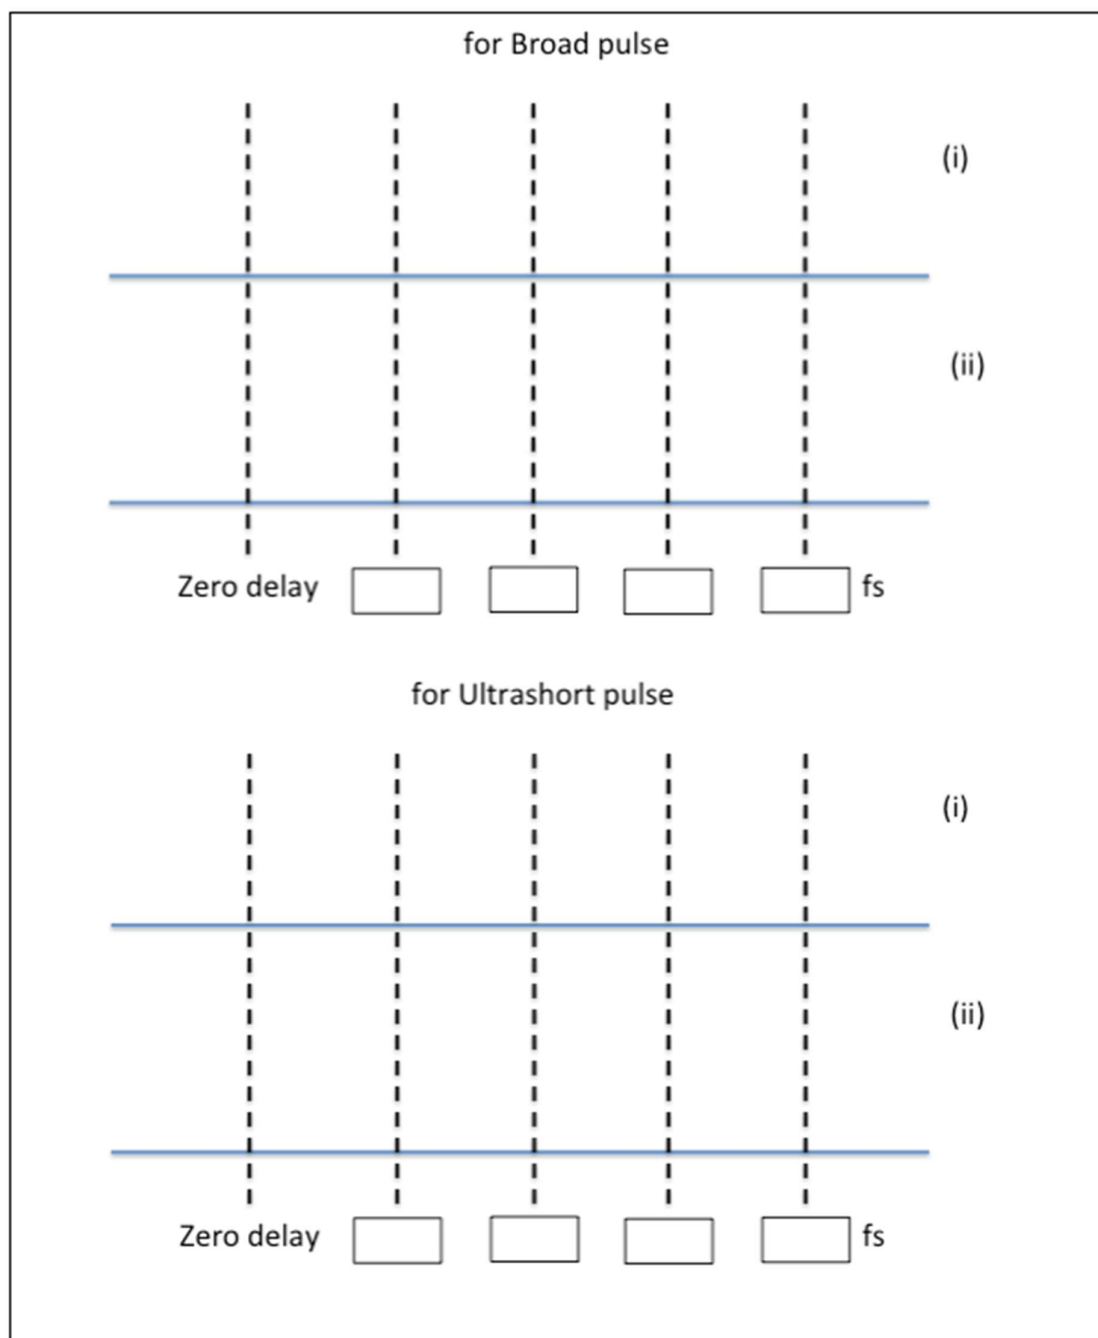 for Broad pulse
(i)
(ii)
Zero delay fs
for Ultrashort pulse
(i)
(ii)
Zero delay fs